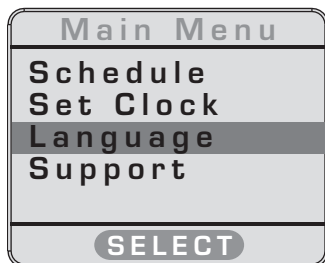 Main Menu
Schedule
Set Clock
Language
Support
SELECT